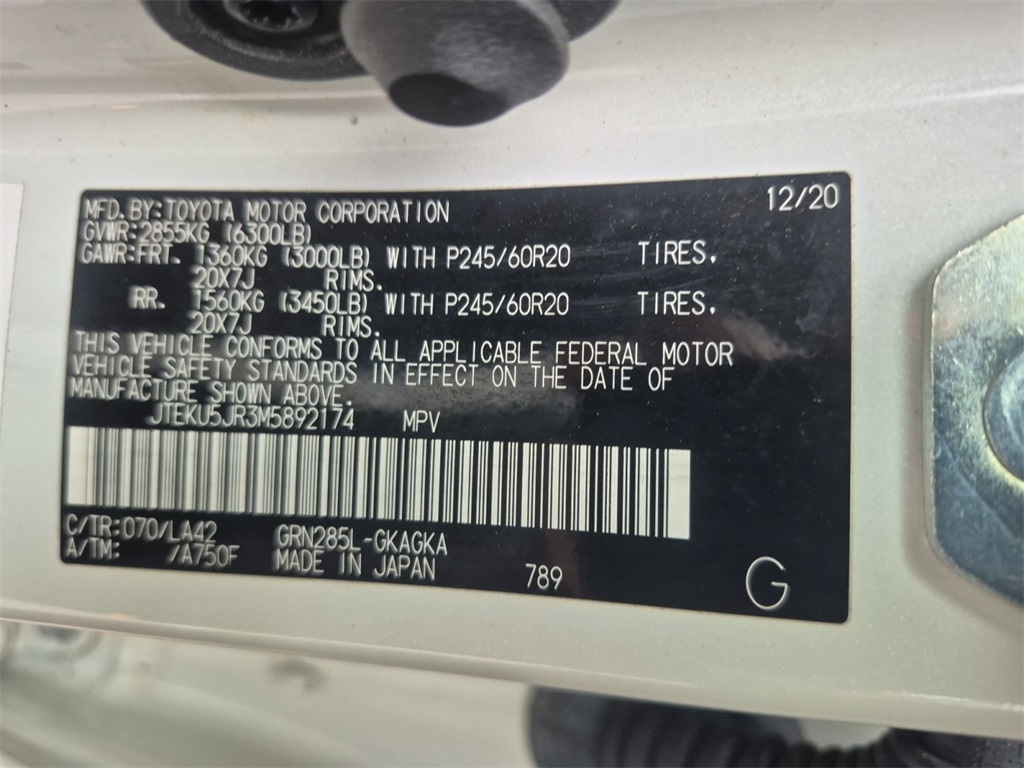 12/20
MFD.BY:TOYOTA MOTOR CORPORATION
GVWR:2855KG (6300LB)
GAWR:FRT. 1360KG (3000LB) WITH P245/60R20 TIRES.
20X7J RIMS.
RR. 1560KG (3450LB) WITH P245/60R20 TIRES.
20X7J RIMS.
THIS VEHICLE CONFORMS TO ALL APPLICABLE FEDERAL MOTOR
VEHICLE SAFETY STANDARDS IN EFFECT ON THE DATE OF
MANUFACTURE SHOWN ABOVE.
JTEKU5JR3M5892174 MPV
C/TR:070/LA42 GRN285L-GKAGKA
A/TM: /A750F MADE IN JAPAN 789 G